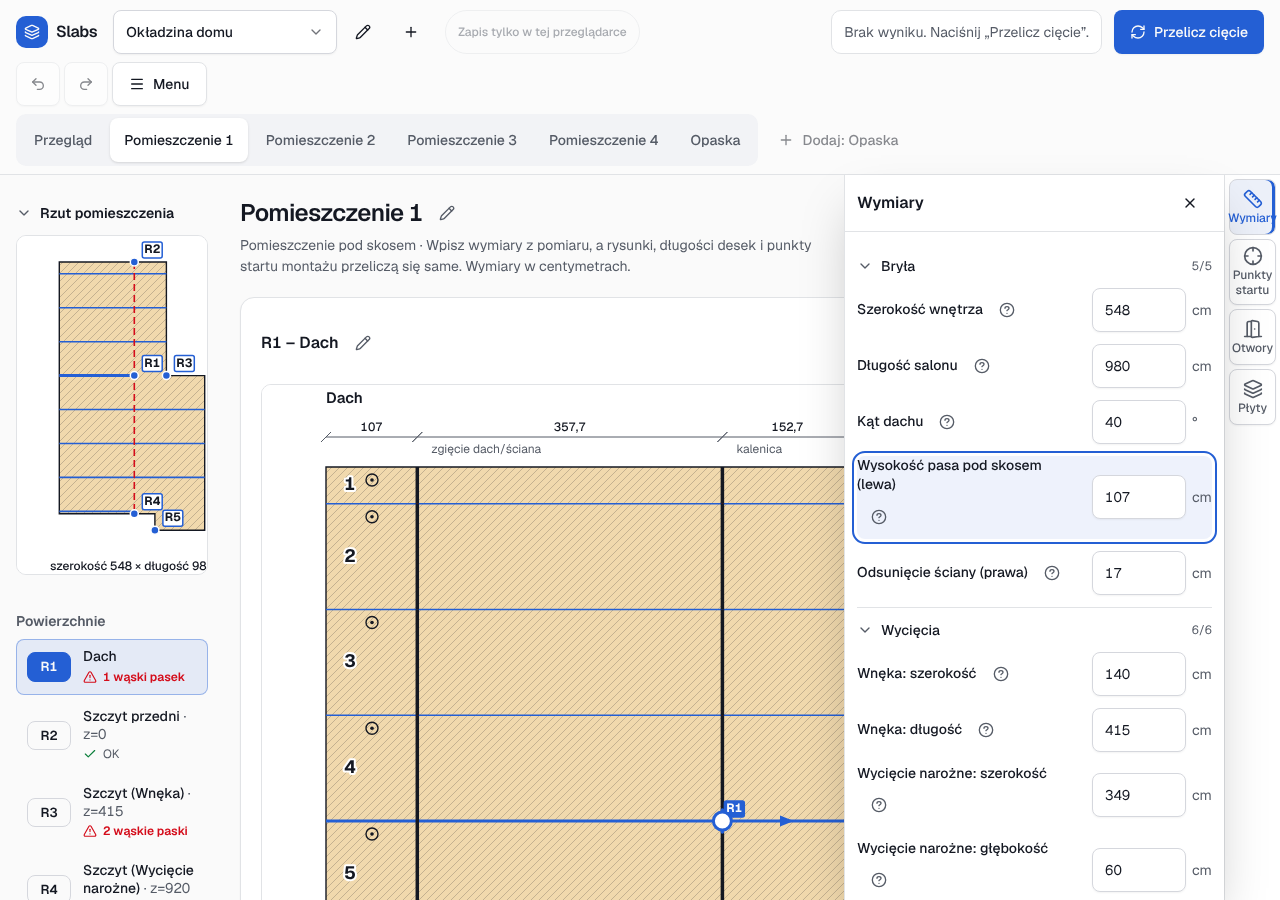 Slabs
Okładzina domu
Zapis tylko w tej przeglądarce
Brak wyniku. Naciśnij „Przelicz cięcie”.
Przelicz cięcie
Menu
Przegląd
Pomieszczenie 1
Pomieszczenie 2
Pomieszczenie 3
Pomieszczenie 4
Opaska
Dodaj: Opaska
Rzut pomieszczenia
R2
R1
R3
R4
R5
szerokość 548 × długość 98
Powierzchnie
R1
Dach
1 wąski pasek
R2
Szczyt przedni ·
z=0
OK
R3
Szczyt (Wnęka) ·
z=415
2 wąskie paski
R4
Szczyt (Wycięcie
narożne) · z=920
Pomieszczenie 1
Pomieszczenie pod skosem · Wpisz wymiary z pomiaru, a rysunki, długości desek i punkty
startu montażu przeliczą się same. Wymiary w centymetrach.
R1 – Dach
Dach
107
357,7
152,7
zgięcie dach/ściana
kalenica
1
2
3
4
R1
5
Wymiary
Bryła
5/5
Szerokość wnętrza
548
cm
Długość salonu
980
cm
Kąt dachu
40
°
Wysokość pasa pod skosem
(lewa)
107
cm
Odsunięcie ściany (prawa)
17
cm
Wycięcia
6/6
Wnęka: szerokość
140
cm
Wnęka: długość
415
cm
Wycięcie narożne: szerokość
349
cm
Wycięcie narożne: głębokość
60
cm
Wymiary
Punkty
startu
Otwory
Płyty